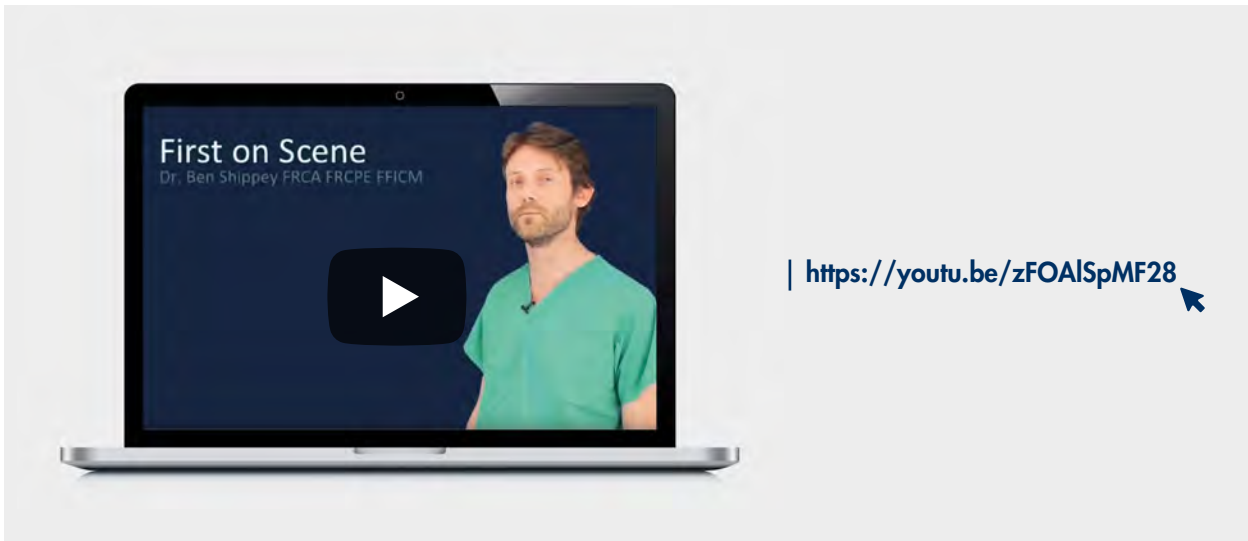 First on Scene
Dr. Ben Shippey FRCA FRCPE FFICM
| https://youtu.be/zFOAlSpMF28